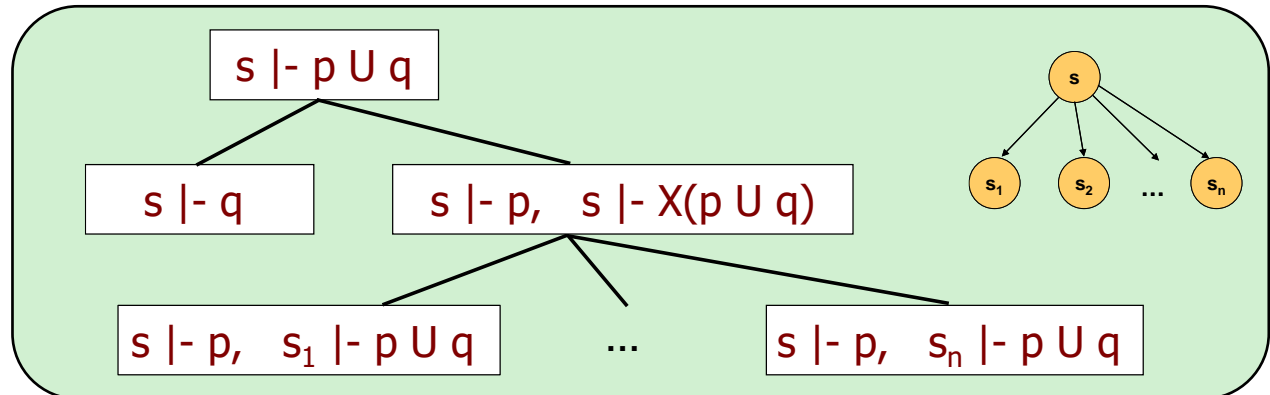 s |- p U q
s
s |- q
s |- p,   s |- X(p U q)
s₁
s₂
...
sₙ
s |- p,   s₁ |- p U q
...
s |- p,   sₙ |- p U q